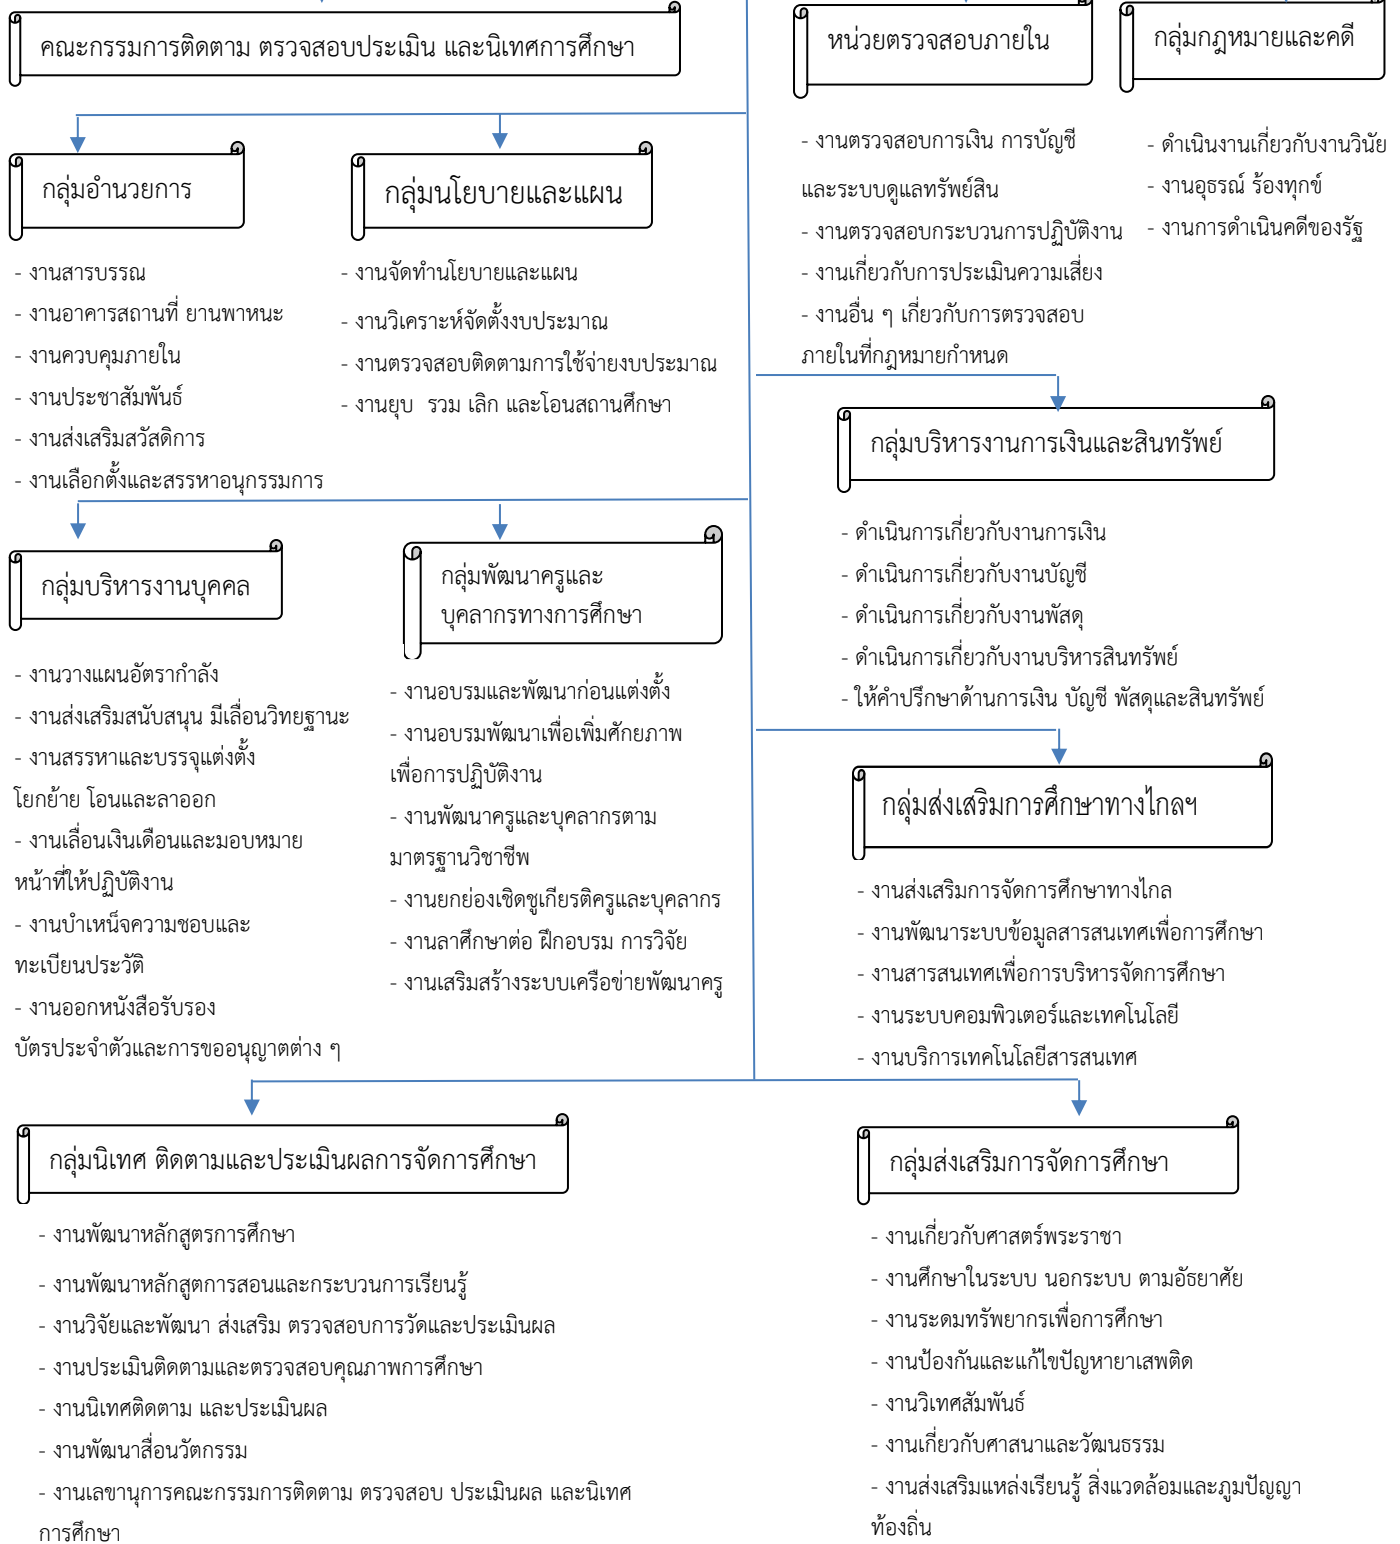 คณะกรรมการติดตาม ตรวจสอบประเมิน และนิเทศการศึกษา
หน่วยตรวจสอบภายใน
กลุ่มกฎหมายและคดี
- งานตรวจสอบการเงิน การบัญชี
และระบบดูแลทรัพย์สิน
- งานตรวจสอบกระบวนการปฏิบัติงาน
- งานเกี่ยวกับการประเมินความเสี่ยง
- งานอื่น ๆ เกี่ยวกับการตรวจสอบ
ภายในที่กฎหมายกำหนด
- ดำเนินงานเกี่ยวกับงานวินัย
- งานอุธรณ์ ร้องทุกข์
- งานการดำเนินคดีของรัฐ
กลุ่มอำนวยการ
- งานสารบรรณ
- งานอาคารสถานที่ ยานพาหนะ
- งานควบคุมภายใน
- งานประชาสัมพันธ์
- งานส่งเสริมสวัสดิการ
- งานเลือกตั้งและสรรหาอนุกรรมการ
กลุ่มนโยบายและแผน
- งานจัดทำนโยบายและแผน
- งานวิเคราะห์จัดตั้งงบประมาณ
- งานตรวจสอบติดตามการใช้จ่ายงบประมาณ
- งานยุบ  รวม เลิก และโอนสถานศึกษา
กลุ่มบริหารงานการเงินและสินทรัพย์
- ดำเนินการเกี่ยวกับงานการเงิน
- ดำเนินการเกี่ยวกับงานบัญชี
- ดำเนินการเกี่ยวกับงานพัสดุ
- ดำเนินการเกี่ยวกับงานบริหารสินทรัพย์
- ให้คำปรึกษาด้านการเงิน บัญชี พัสดุและสินทรัพย์
กลุ่มบริหารงานบุคคล
- งานวางแผนอัตรากำลัง
- งานส่งเสริมสนับสนุน มีเลื่อนวิทยฐานะ
- งานสรรหาและบรรจุแต่งตั้ง
โยกย้าย โอนและลาออก
- งานเลื่อนเงินเดือนและมอบหมาย
หน้าที่ให้ปฏิบัติงาน
- งานบำเหน็จความชอบและ
ทะเบียนประวัติ
- งานออกหนังสือรับรอง
บัตรประจำตัวและการขออนุญาตต่าง ๆ
กลุ่มพัฒนาครูและ
บุคลากรทางการศึกษา
- งานอบรมและพัฒนาก่อนแต่งตั้ง
- งานอบรมพัฒนาเพื่อเพิ่มศักยภาพ
เพื่อการปฏิบัติงาน
- งานพัฒนาครูและบุคลากรตาม
มาตรฐานวิชาชีพ
- งานยกย่องเชิดชูเกียรติครูและบุคลากร
- งานลาศึกษาต่อ ฝึกอบรม การวิจัย
- งานเสริมสร้างระบบเครือข่ายพัฒนาครู
กลุ่มส่งเสริมการศึกษาทางไกลฯ
- งานส่งเสริมการจัดการศึกษาทางไกล
- งานพัฒนาระบบข้อมูลสารสนเทศเพื่อการศึกษา
- งานสารสนเทศเพื่อการบริหารจัดการศึกษา
- งานระบบคอมพิวเตอร์และเทคโนโลยี
- งานบริการเทคโนโลยีสารสนเทศ
กลุ่มนิเทศ ติดตามและประเมินผลการจัดการศึกษา
- งานพัฒนาหลักสูตรการศึกษา
- งานพัฒนาหลักสูตการสอนและกระบวนการเรียนรู้
- งานวิจัยและพัฒนา ส่งเสริม ตรวจสอบการวัดและประเมินผล
- งานประเมินติดตามและตรวจสอบคุณภาพการศึกษา
- งานนิเทศติดตาม และประเมินผล
- งานพัฒนาสื่อนวัตกรรม
- งานเลขานุการคณะกรรมการติดตาม ตรวจสอบ ประเมินผล และนิเทศ
การศึกษา
กลุ่มส่งเสริมการจัดการศึกษา
- งานเกี่ยวกับศาสตร์พระราชา
- งานศึกษาในระบบ นอกระบบ ตามอัธยาศัย
- งานระดมทรัพยากรเพื่อการศึกษา
- งานป้องกันและแก้ไขปัญหายาเสพติด
- งานวิเทศสัมพันธ์
- งานเกี่ยวกับศาสนาและวัฒนธรรม
- งานส่งเสริมแหล่งเรียนรู้ สิ่งแวดล้อมและภูมปัญญา
ท้องถิ่น